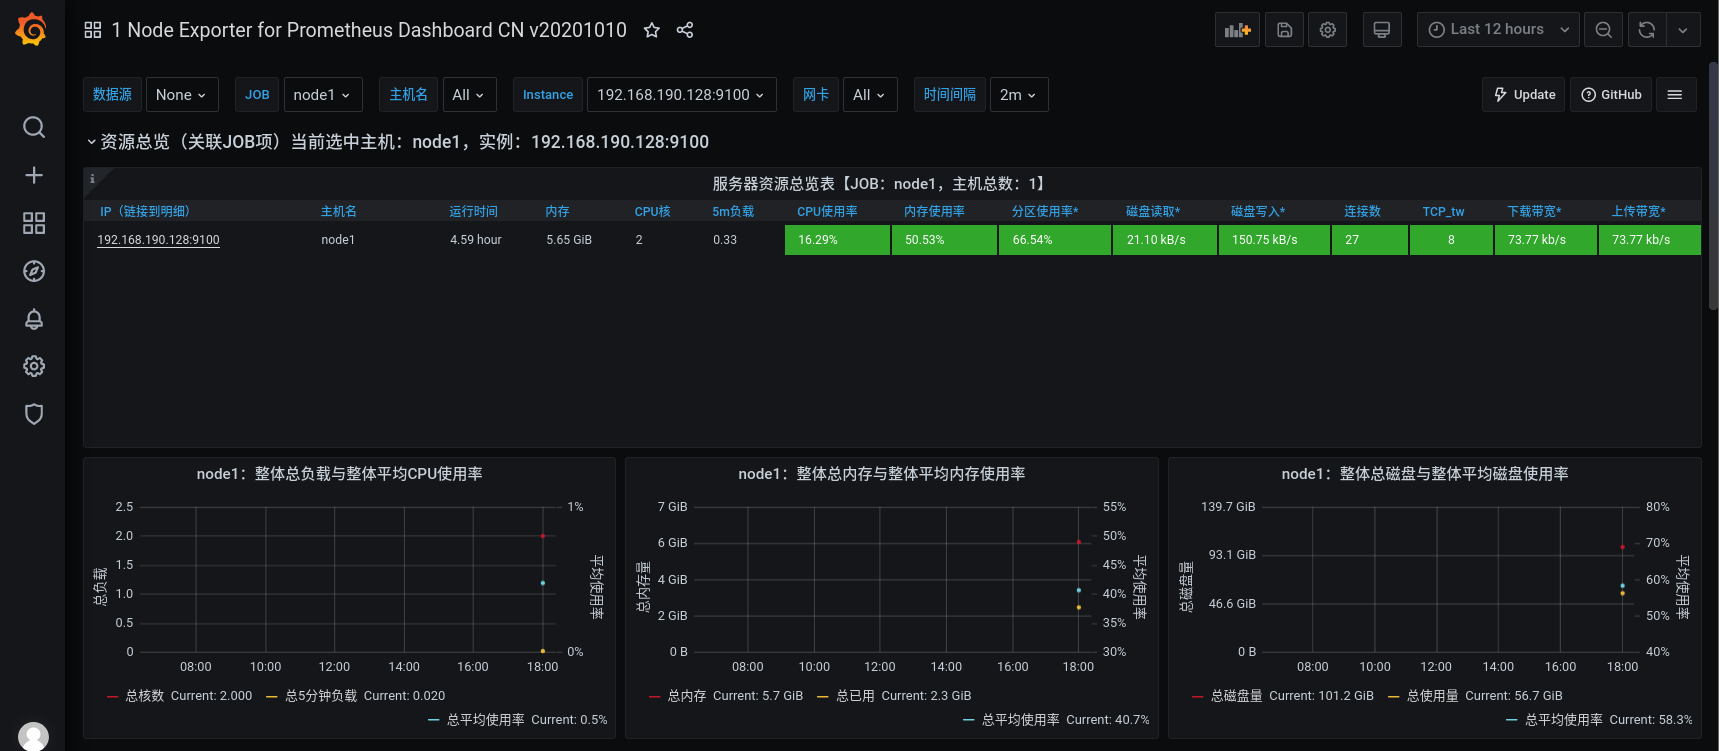 1 Node Exporter for Prometheus Dashboard CN v20201010
Last 12 hours
数据源 None JOB node1 主机名 All Instance 192.168.190.128:9100 网卡 All 时间间隔 2m Update GitHub
资源总览（关联JOB项）当前选中主机：node1，实例：192.168.190.128:9100
服务器资源总览表【JOB：node1，主机总数：1】
IP（链接到明细） 主机名 运行时间 内存 CPU核 5m负载 CPU使用率 内存使用率 分区使用率* 磁盘读取* 磁盘写入* 连接数 TCP_tw 下载带宽* 上传带宽*
192.168.190.128:9100 node1 4.59 hour 5.65 GiB 2 0.33 16.29% 50.53% 66.54% 21.10 kB/s 150.75 kB/s 27 8 73.77 kb/s 73.77 kb/s
node1：整体总负载与整体平均CPU使用率
2.5
2.0
1.5
1.0
0.5
0
总负载
1%
0%
平均使用率
08:00 10:00 12:00 14:00 16:00 18:00
总核数 Current: 2.000 总5分钟负载 Current: 0.020
总平均使用率 Current: 0.5%
node1：整体总内存与整体平均内存使用率
7 GiB
6 GiB
4 GiB
2 GiB
0 B
总内存量
55%
50%
45%
40%
35%
30%
平均使用率
08:00 10:00 12:00 14:00 16:00 18:00
总内存 Current: 5.7 GiB 总已用 Current: 2.3 GiB
总平均使用率 Current: 40.7%
node1：整体总磁盘与整体平均磁盘使用率
139.7 GiB
93.1 GiB
46.6 GiB
0 B
总磁盘量
80%
70%
60%
50%
40%
平均使用率
08:00 10:00 12:00 14:00 16:00 18:00
总磁盘量 Current: 101.2 GiB 总使用量 Current: 56.7 GiB
总平均使用率 Current: 58.3%